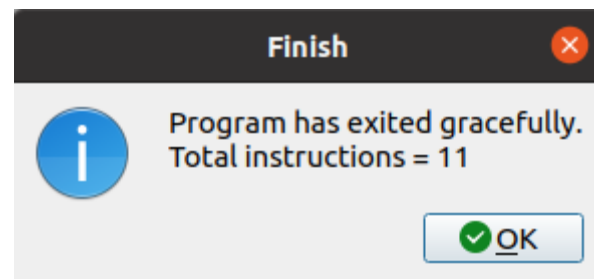 Finish
Program has exited gracefully.
Total instructions = 11
OK